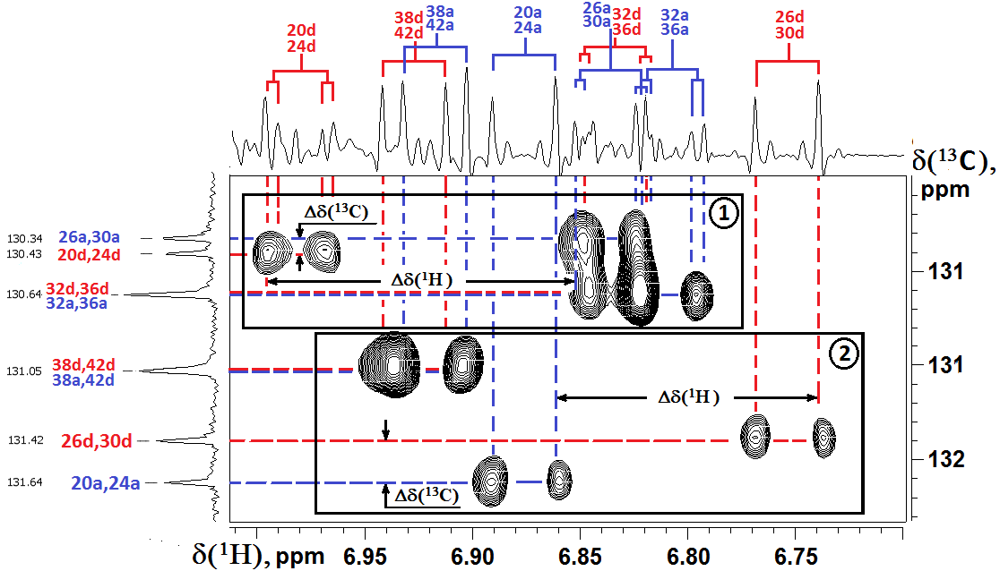 20d
24d
38d
42d
38a
42a
20a
24a
26a
30a
32d
36d
32a
36a
26d
30d
δ(¹³C),
ppm
1
Δδ(¹³C)
130.34
26a,30a
130.43
20d,24d
131
Δδ(¹H)
32d,36d
130.64
32a,36a
2
38d,42d
131
131.05
38a,42d
Δδ(¹H)
131.42
26d,30d
132
131.64
20a,24a
Δδ(¹³C)
δ(¹H), ppm
6.95
6.90
6.85
6.80
6.75